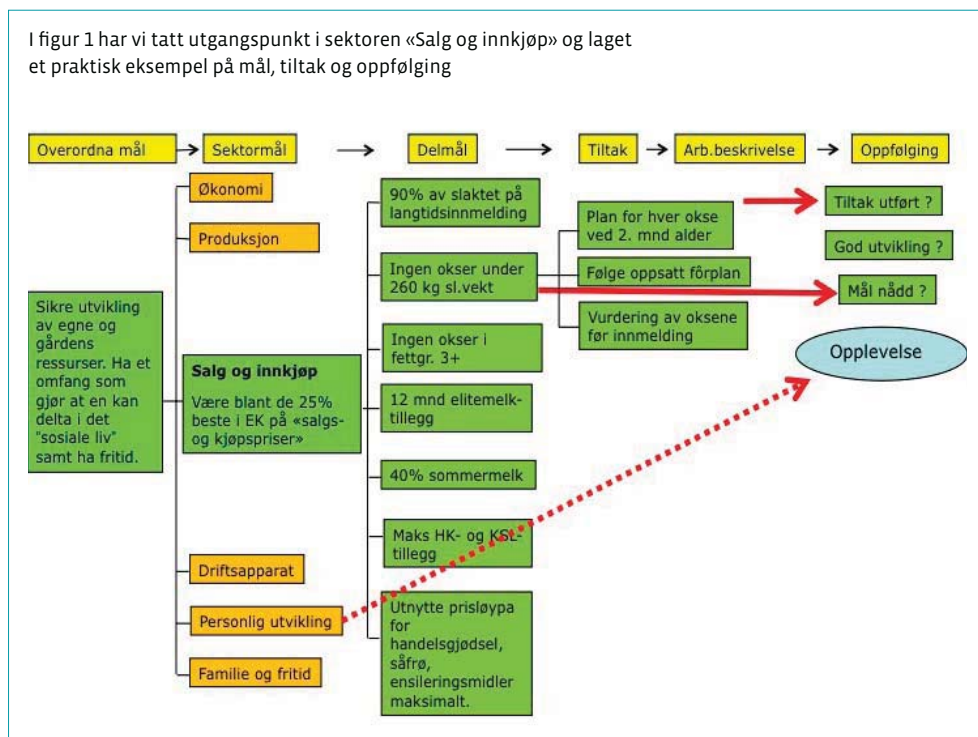 I figur 1 har vi tatt utgangspunkt i sektoren «Salg og innkjøp» og laget
et praktisk eksempel på mål, tiltak og oppfølging
Overordna mål
Sektormål
Delmål
Tiltak
Arb.beskrivelse
Oppfølging
Sikre utvikling
av egne og
gårdens
ressurser. Ha et
omfang som
gjør at en kan
delta i det
"sosiale liv"
samt ha fritid.
Økonomi
Produksjon
Salg og innkjøp
Være blant de 25%
beste i EK på «salgs-
og kjøpspriser»
Driftsapparat
Personlig utvikling
Familie og fritid
90% av slaktet på
langtidsinnmelding
Ingen okser under
260 kg sl.vekt
Ingen okser i
fettgr. 3+
12 mnd elitemelk-
tillegg
40% sommermelk
Maks HK- og KSL-
tillegg
Utnytte prisløypa
for
handelsgjødsel,
såfrø,
ensileringsmidler
maksimalt.
Plan for hver okse
ved 2. mnd alder
Følge oppsatt fôrplan
Vurdering av oksene
før innmelding
Tiltak utført ?
God utvikling ?
Mål nådd ?
Opplevelse